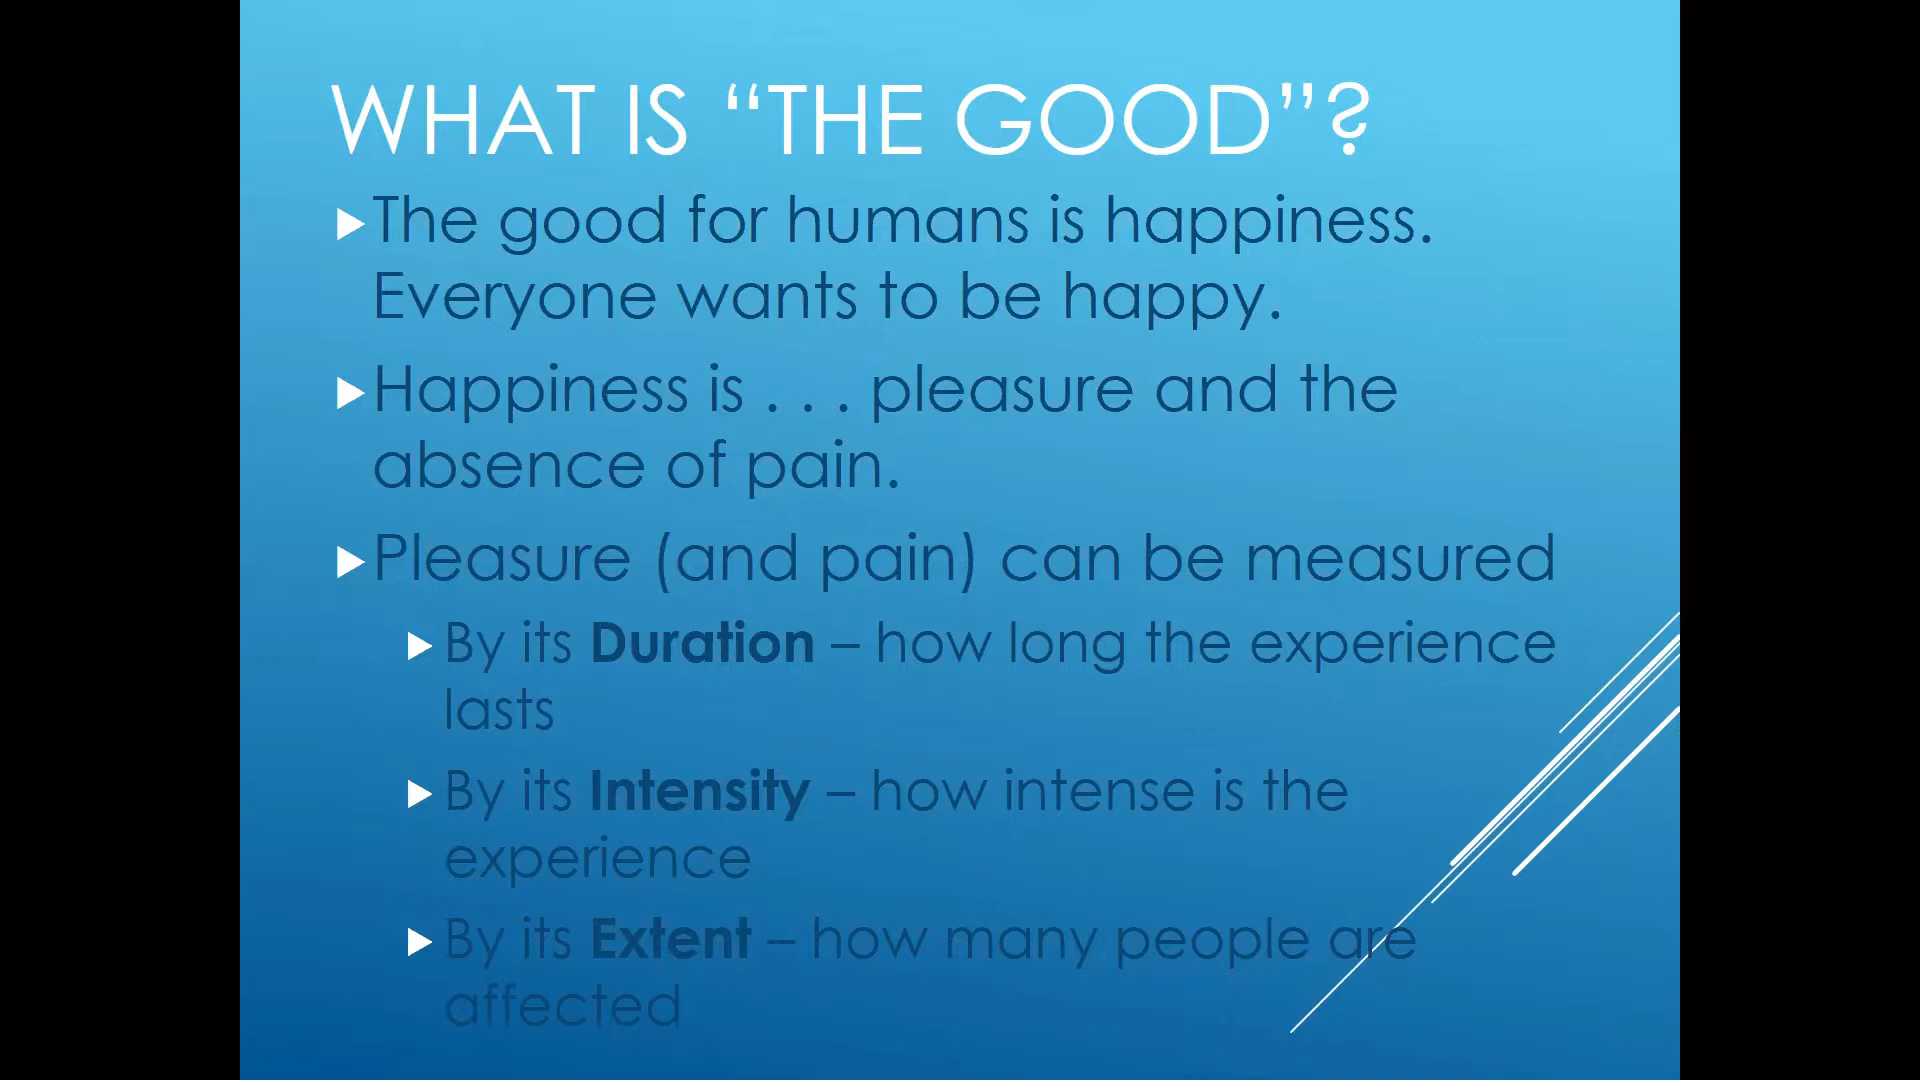 WHAT IS “THE GOOD”?
The good for humans is happiness.
Everyone wants to be happy.
Happiness is . . . pleasure and the
absence of pain.
Pleasure (and pain) can be measured
By its Duration – how long the experience
lasts
By its Intensity – how intense is the
experience
By its Extent – how many people are
affected